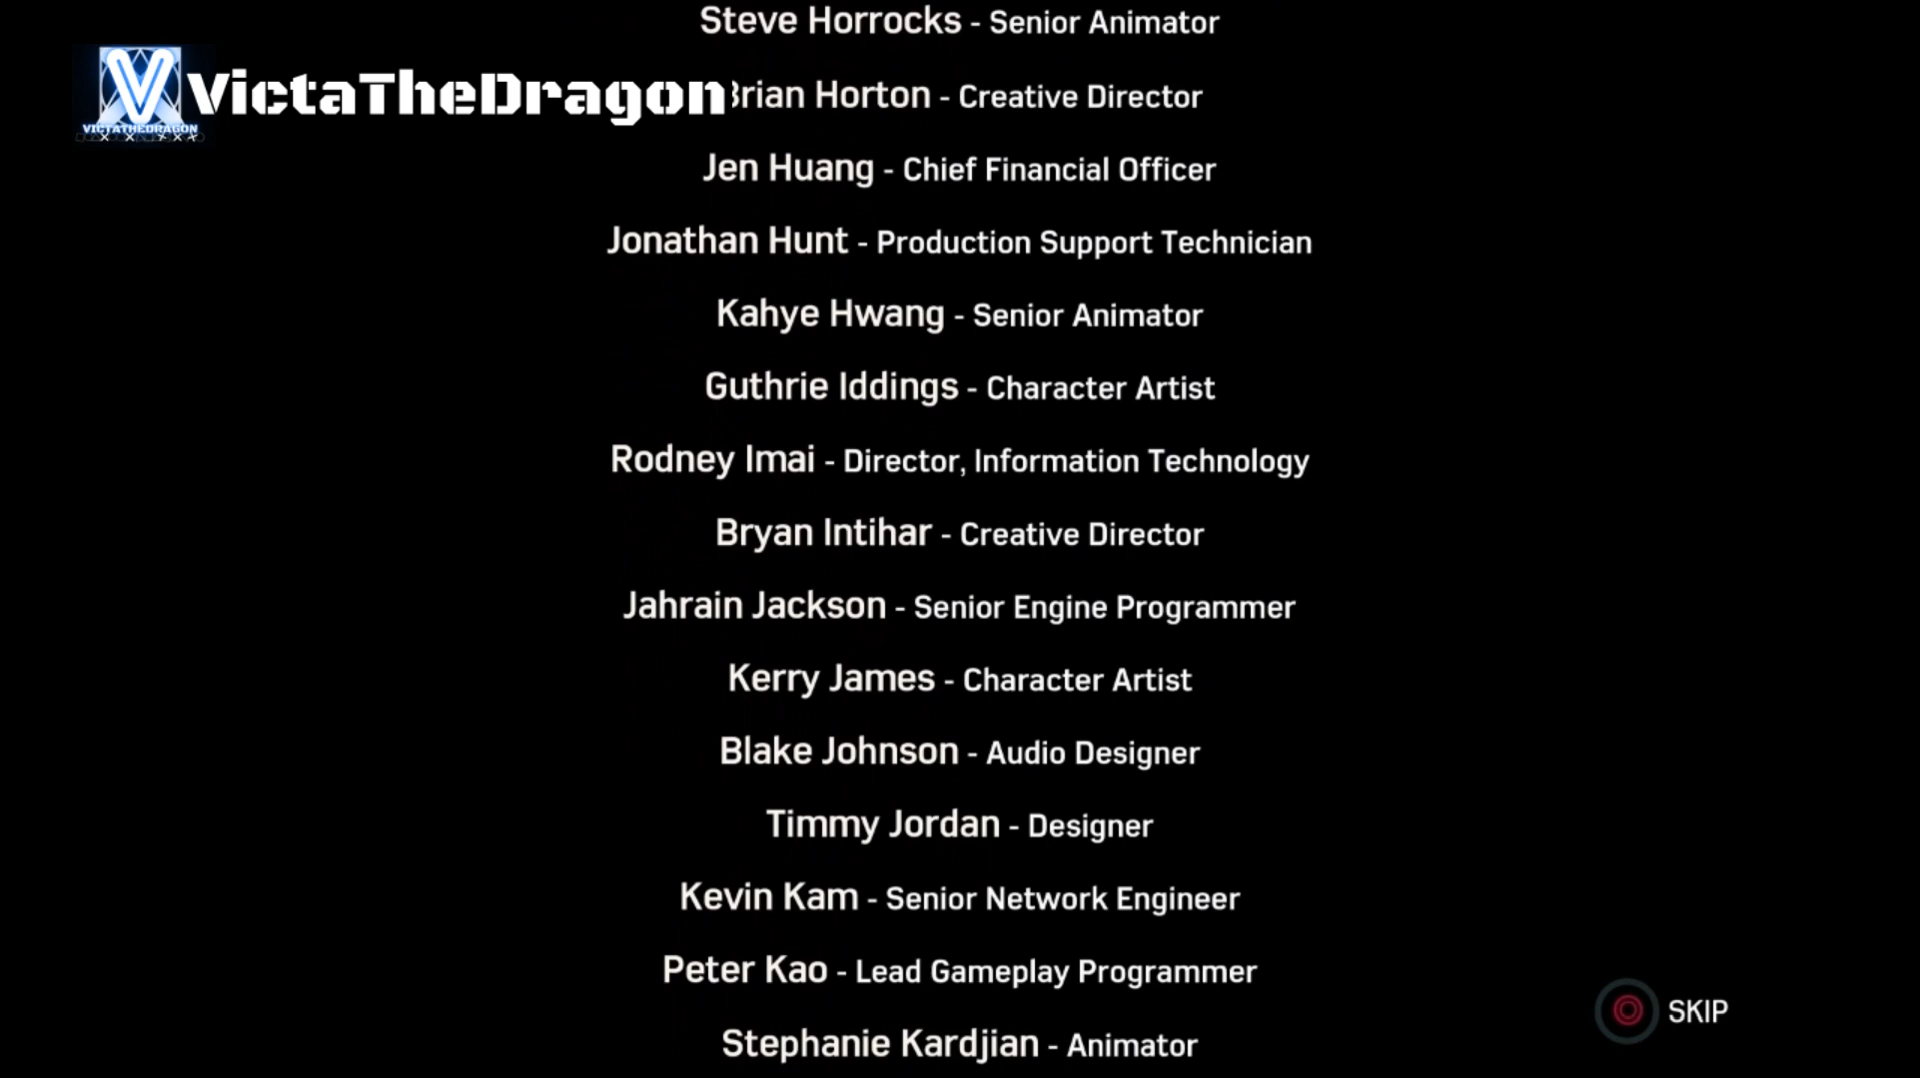 Steve Horrocks - Senior Animator
VictaTheDragon
VICTATHEDRAGON
Brian Horton - Creative Director
Jen Huang - Chief Financial Officer
Jonathan Hunt - Production Support Technician
Kahye Hwang - Senior Animator
Guthrie Iddings - Character Artist
Rodney Imai - Director, Information Technology
Bryan Intihar - Creative Director
Jahrain Jackson - Senior Engine Programmer
Kerry James - Character Artist
Blake Johnson - Audio Designer
Timmy Jordan - Designer
Kevin Kam - Senior Network Engineer
Peter Kao - Lead Gameplay Programmer
SKIP
Stephanie Kardjian - Animator